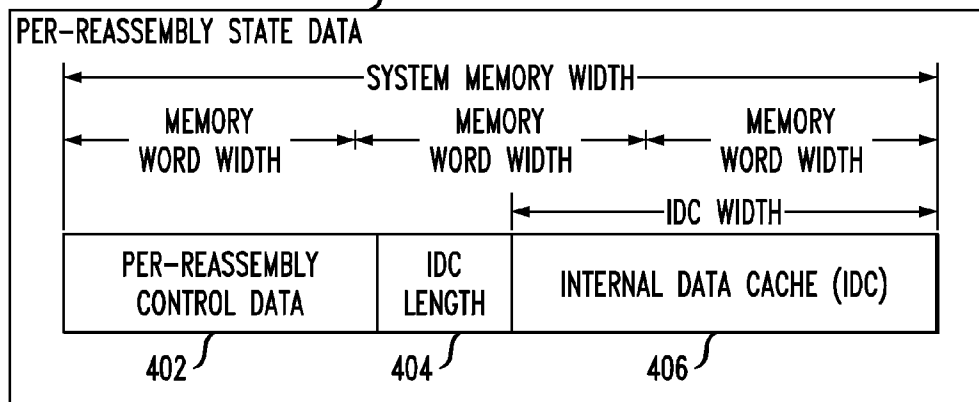 PER-REASSEMBLY STATE DATA
SYSTEM MEMORY WIDTH
MEMORY WORD WIDTH
MEMORY WORD WIDTH
MEMORY WORD WIDTH
IDC WIDTH
PER-REASSEMBLY CONTROL DATA
IDC LENGTH
INTERNAL DATA CACHE (IDC)
402
404
406